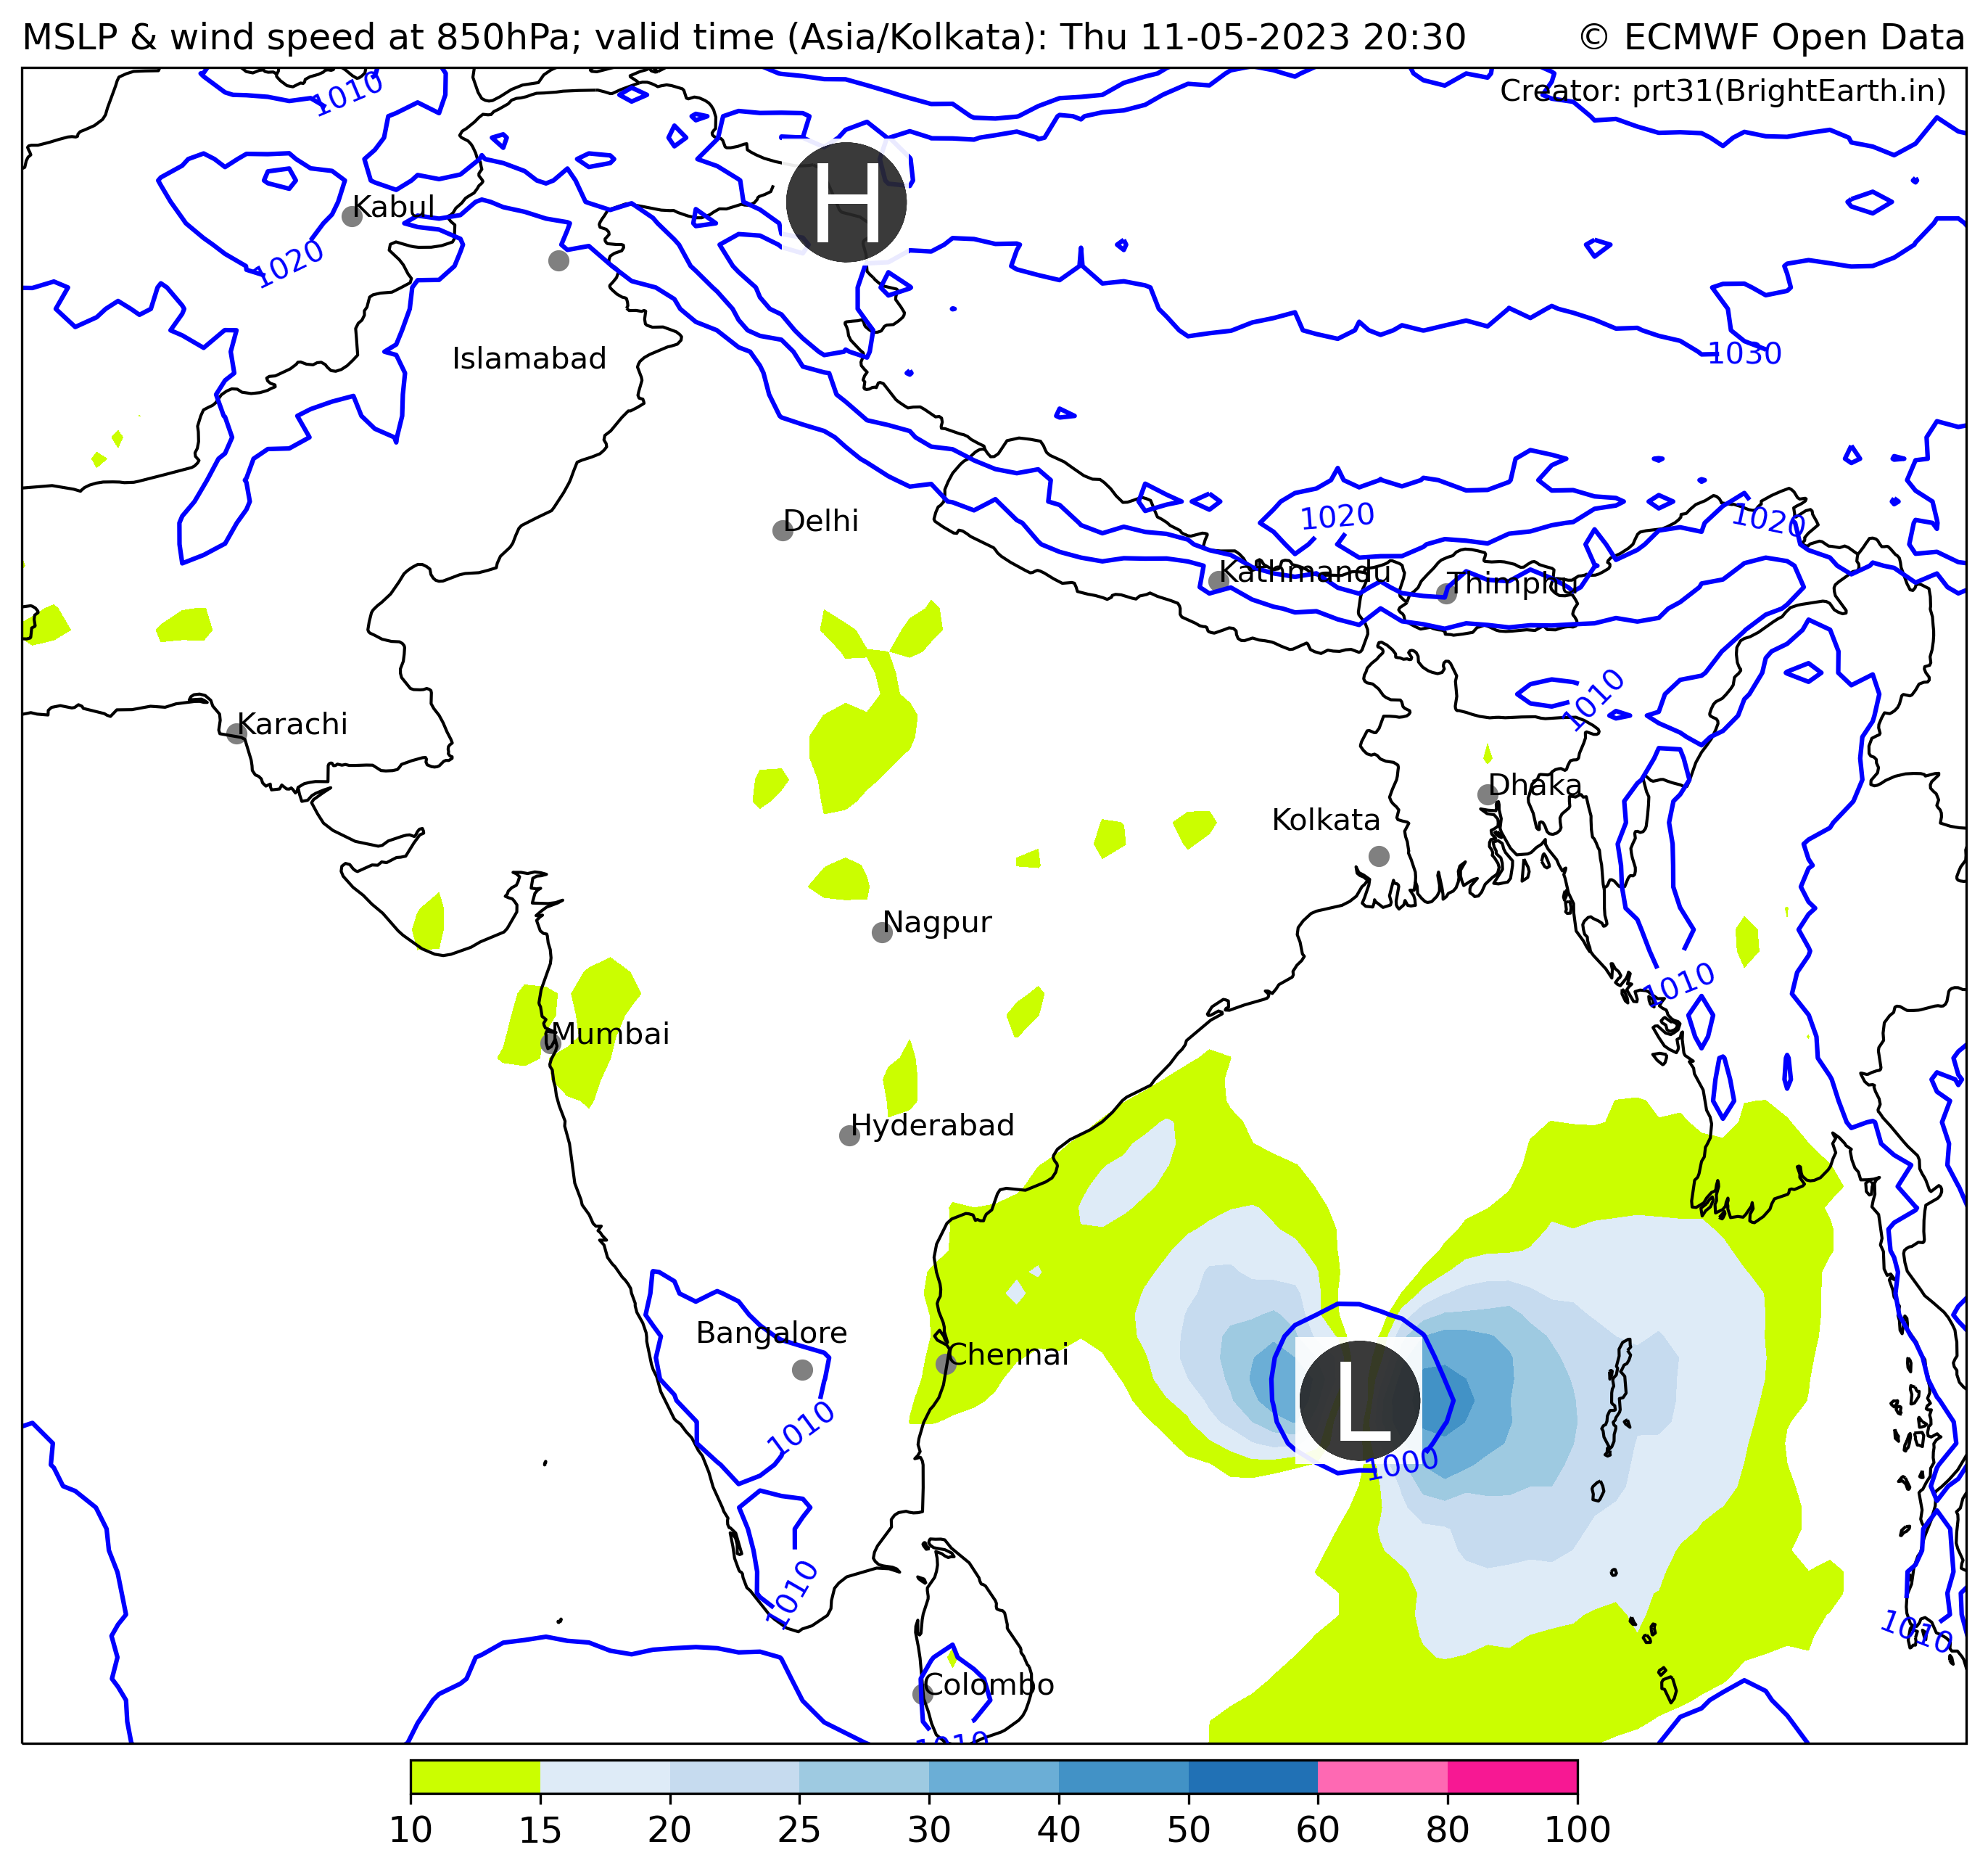 MSLP & wind speed at 850hPa; valid time (Asia/Kolkata): Thu 11-05-2023 20:30
© ECMWF Open Data
Creator: prt31(BrightEarth.in)
1010
H
Kabul
1020
Islamabad
1030
Delhi
1020
1020
Kathmandu
Thimphu
1010
Karachi
Dhaka
Kolkata
Nagpur
1010
Mumbai
Hyderabad
Bangalore
Chennai
L
1010
1000
1010
1010
Colombo
1010
10 15 20 25 30 40 50 60 80 100